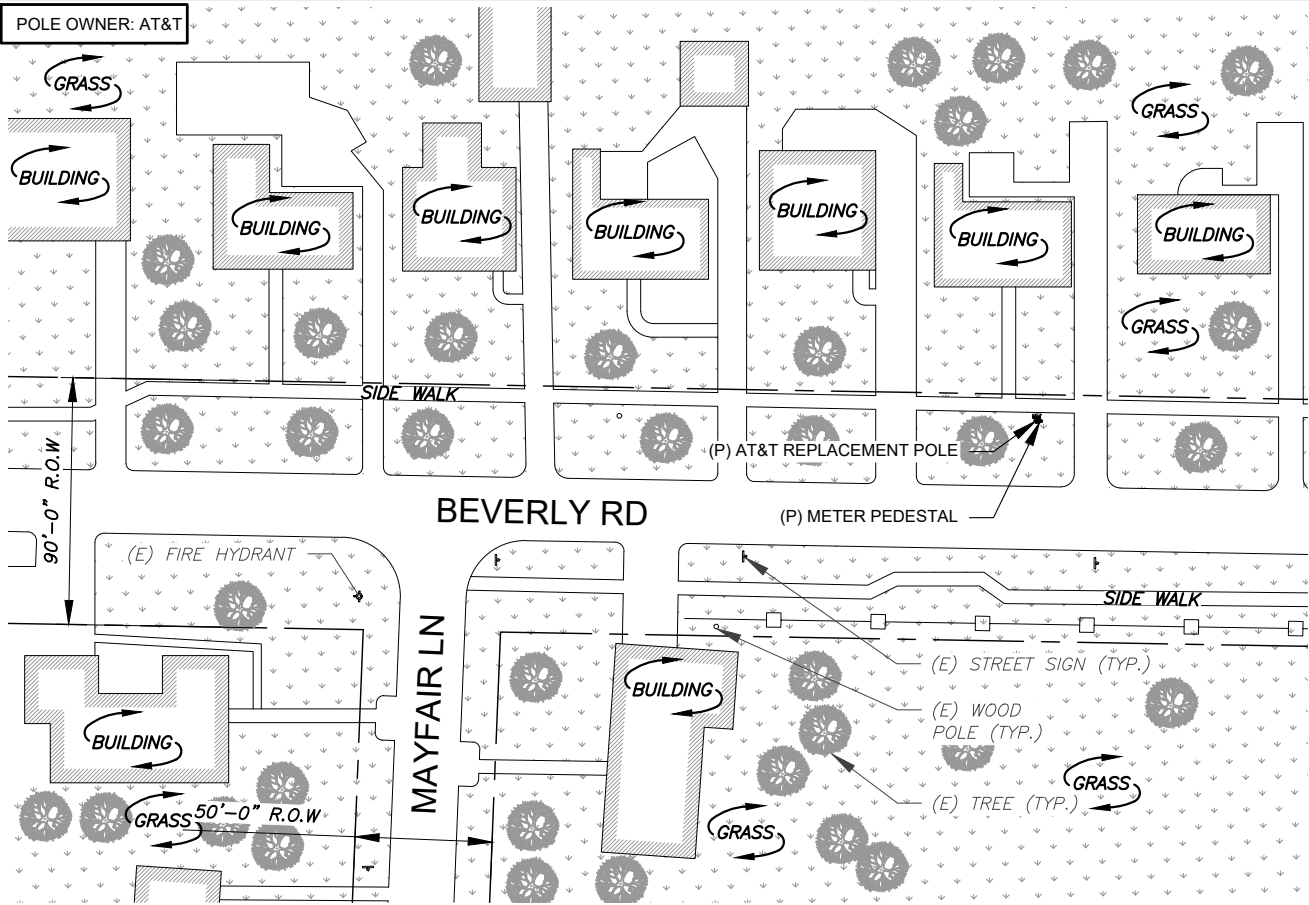 POLE OWNER: AT&T
GRASS
GRASS
BUILDING
BUILDING
BUILDING
BUILDING
BUILDING
BUILDING
BUILDING
GRASS
SIDE WALK
90'-0" R.O.W
(P) AT&T REPLACEMENT POLE
(P) METER PEDESTAL
BEVERLY RD
(E) FIRE HYDRANT
MAYFAIR LN
SIDE WALK
(E) STREET SIGN (TYP.)
BUILDING
(E) WOOD
POLE (TYP.)
BUILDING
GRASS
(E) TREE (TYP.)
GRASS
50'-0" R.O.W
GRASS